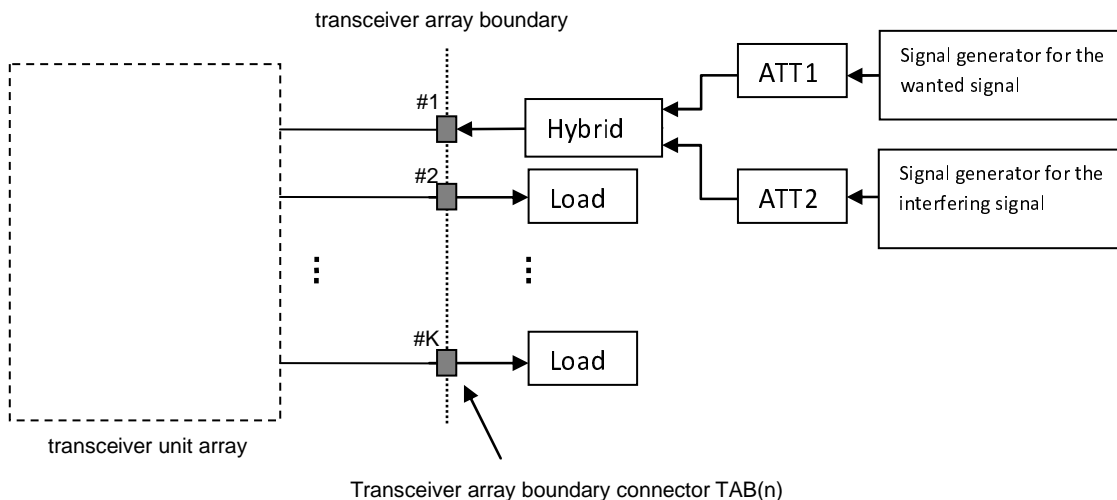 transceiver array boundary
#1
Hybrid
ATT1
Signal generator for the
wanted signal
#2
Load
ATT2
Signal generator for the
interfering signal
#K
Load
transceiver unit array
Transceiver array boundary connector TAB(n)